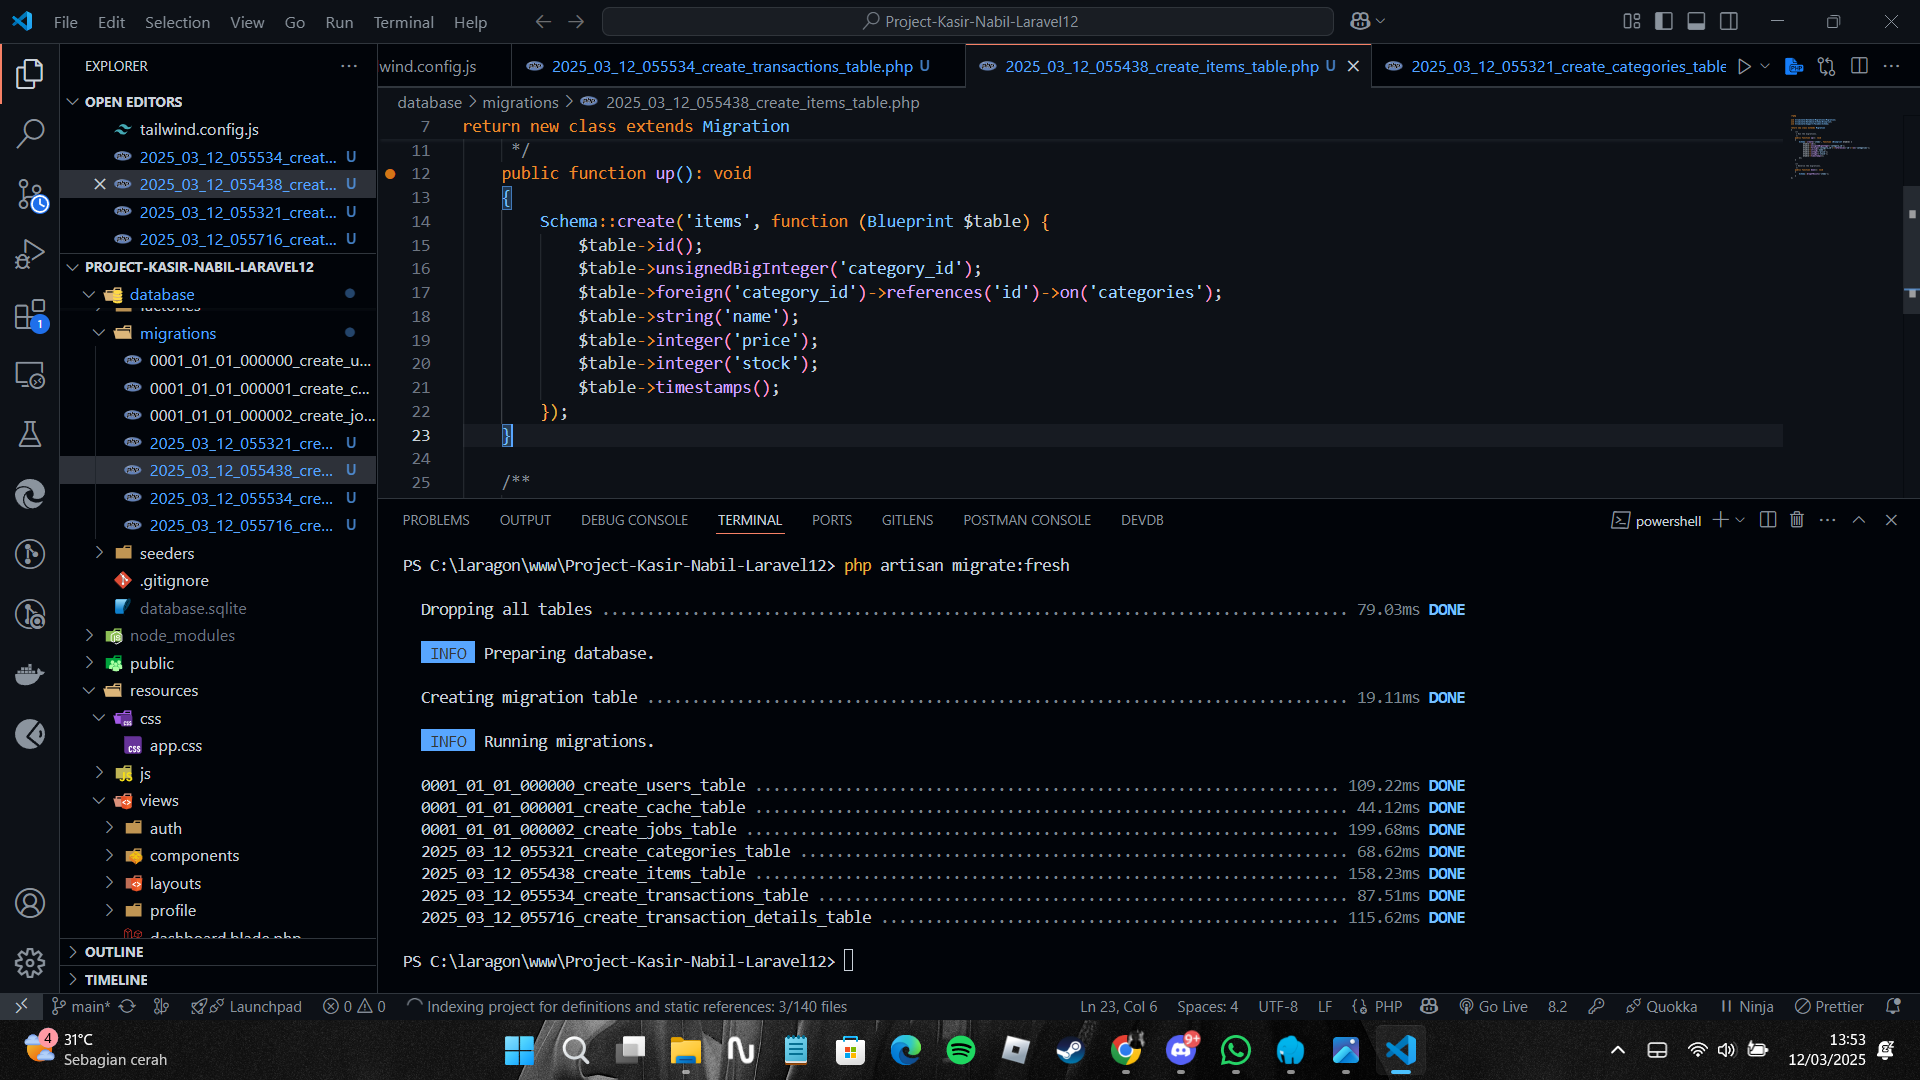 File Edit Selection View Go Run Terminal Help
Project-Kasir-Nabil-Laravel12
EXPLORER
OPEN EDITORS
tailwind.config.js
2025_03_12_055534_creat... U
2025_03_12_055438_creat... U
2025_03_12_055321_creat... U
2025_03_12_055716_creat... U
PROJECT-KASIR-NABIL-LARAVEL12
database
factories
migrations
0001_01_01_000000_create_u...
0001_01_01_000001_create_c...
0001_01_01_000002_create_jo...
2025_03_12_055321_cre... U
2025_03_12_055438_cre... U
2025_03_12_055534_cre... U
2025_03_12_055716_cre... U
seeders
.gitignore
database.sqlite
node_modules
public
resources
css
app.css
js
views
auth
components
layouts
profile
dashboard.blade.php
OUTLINE
TIMELINE
wind.config.js
2025_03_12_055534_create_transactions_table.php U
2025_03_12_055438_create_items_table.php U
2025_03_12_055321_create_categories_table
database > migrations > 2025_03_12_055438_create_items_table.php
7 return new class extends Migration
11 */
12 public function up(): void
13 {
14 Schema::create('items', function (Blueprint $table) {
15 $table->id();
16 $table->unsignedBigInteger('category_id');
17 $table->foreign('category_id')->references('id')->on('categories');
18 $table->string('name');
19 $table->integer('price');
20 $table->integer('stock');
21 $table->timestamps();
22 });
23 }
24
25 /**
PROBLEMS OUTPUT DEBUG CONSOLE TERMINAL PORTS GITLENS POSTMAN CONSOLE DEVDB
powershell
PS C:\laragon\www\Project-Kasir-Nabil-Laravel12> php artisan migrate:fresh
Dropping all tables ........ 79.03ms DONE
INFO Preparing database.
Creating migration table ........ 19.11ms DONE
INFO Running migrations.
0001_01_01_000000_create_users_table ........ 109.22ms DONE
0001_01_01_000001_create_cache_table ........ 44.12ms DONE
0001_01_01_000002_create_jobs_table ........ 199.68ms DONE
2025_03_12_055321_create_categories_table ........ 68.62ms DONE
2025_03_12_055438_create_items_table ........ 158.23ms DONE
2025_03_12_055534_create_transactions_table ........ 87.51ms DONE
2025_03_12_055716_create_transaction_details_table ........ 115.62ms DONE
PS C:\laragon\www\Project-Kasir-Nabil-Laravel12>
main* Launchpad 0 0 Indexing project for definitions and static references: 3/140 files
Ln 23, Col 6 Spaces: 4 UTF-8 LF PHP Go Live 8.2 Quokka Ninja Prettier
4
31°C
Sebagian cerah
9+
13:53
12/03/2025